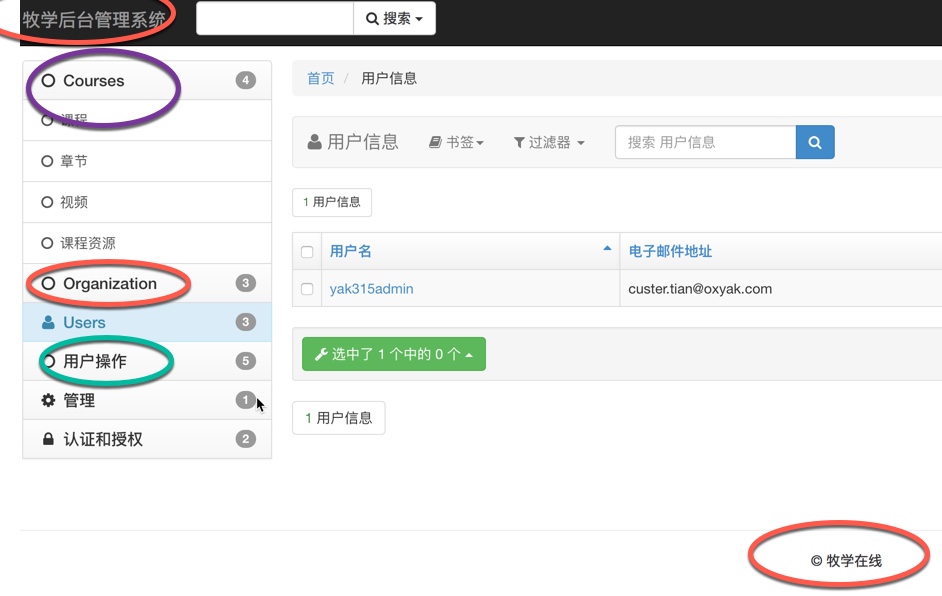 牧学后台管理系统
搜索
Courses 4
课程
章节
视频
课程资源
Organization 3
Users 3
用户操作 5
管理 1
认证和授权 2
首页 / 用户信息
用户信息 书签 过滤器 搜索 用户信息
1 用户信息
用户名 电子邮件地址
yak315admin custer.tian@oxyak.com
选中了 1 个中的 0 个
1 用户信息
© 牧学在线